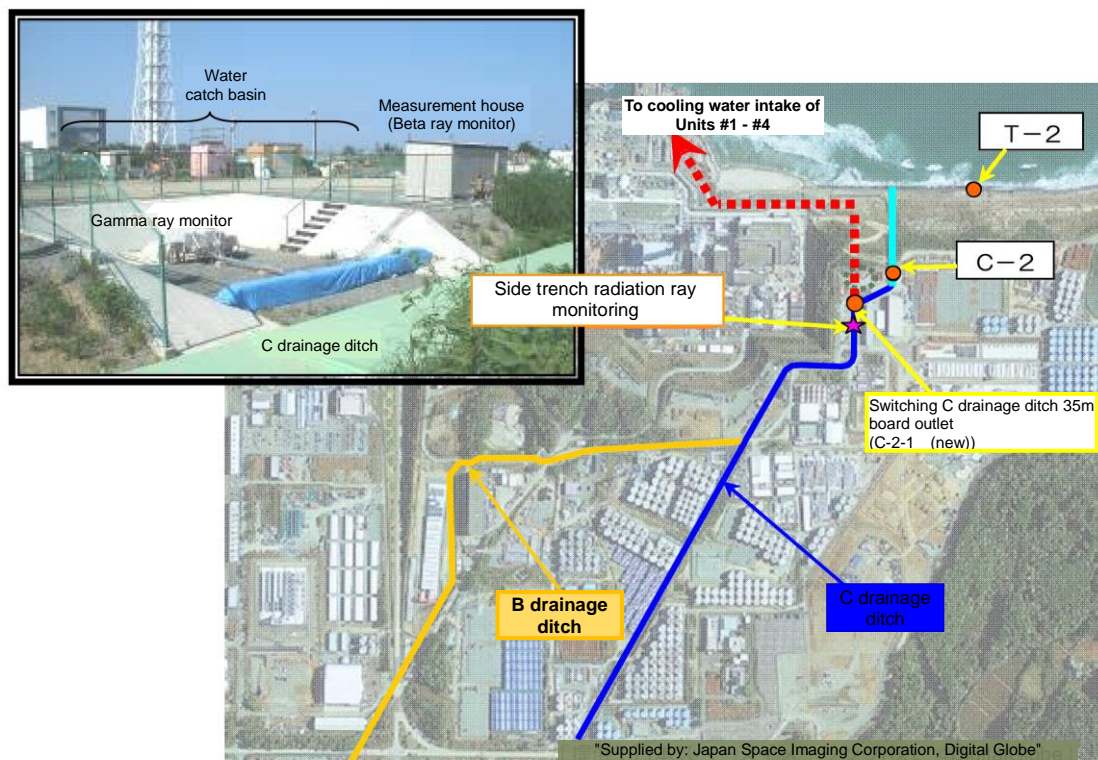 Water
catch basin
Measurement house
(Beta ray monitor)
Gamma ray monitor
C drainage ditch
To cooling water intake of
Units #1 - #4
T-2
C-2
Side trench radiation ray
monitoring
Switching C drainage ditch 35m
board outlet
(C-2-1 (new))
B drainage
ditch
C drainage
ditch
"Supplied by: Japan Space Imaging Corporation, Digital Globe"